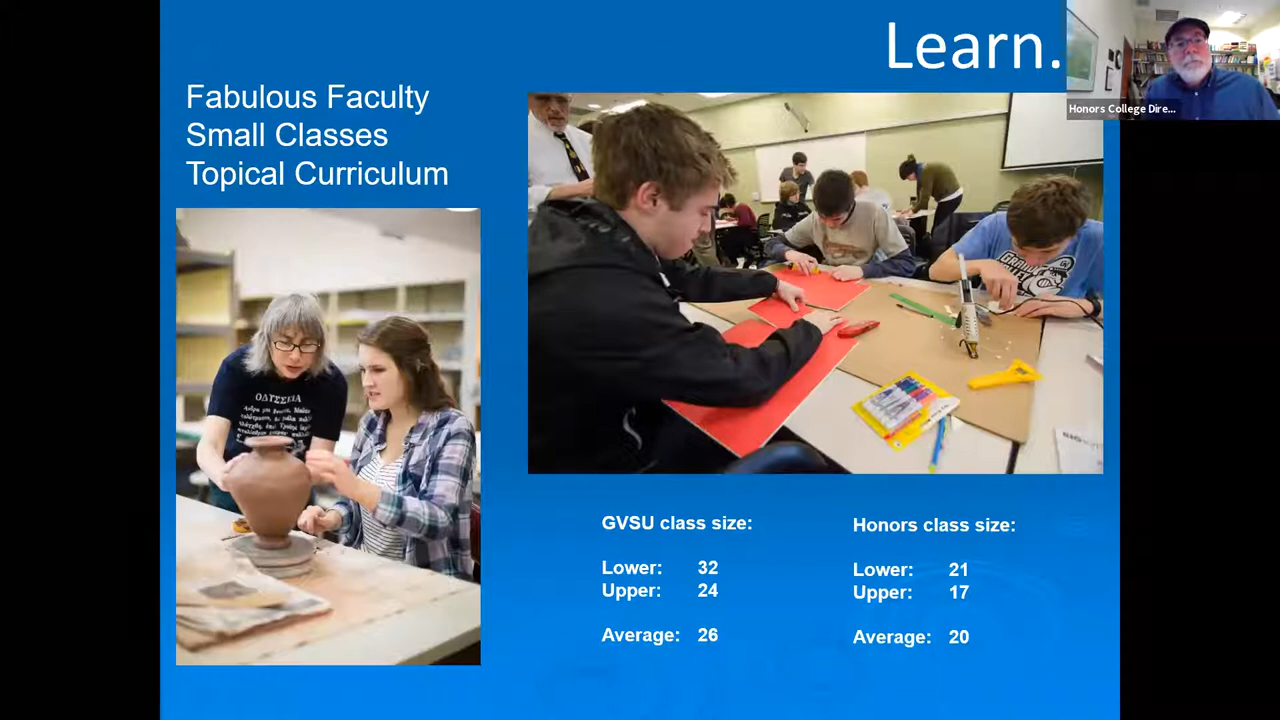 Learn.
Honors College Dire...
Fabulous Faculty
Small Classes
Topical Curriculum
ΟΔΥΣΣΕΙΑ
GVSU class size:
Lower: 32
Upper: 24
Average: 26
Honors class size:
Lower: 21
Upper: 17
Average: 20